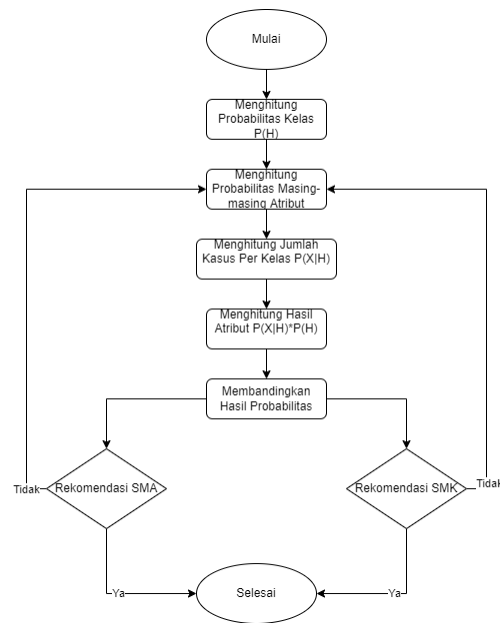 Mulai
Menghitung
Probabilitas Kelas
P(H)
Menghitung
Probabilitas Masing-
masing Atribut
Menghitung Jumlah
Kasus Per Kelas P(X|H)
Menghitung Hasil
Atribut P(X|H)*P(H)
Membandingkan
Hasil Probabilitas
Tidak
Rekomendasi SMA
Rekomendasi SMK
Tidak
Ya
Selesai
Ya